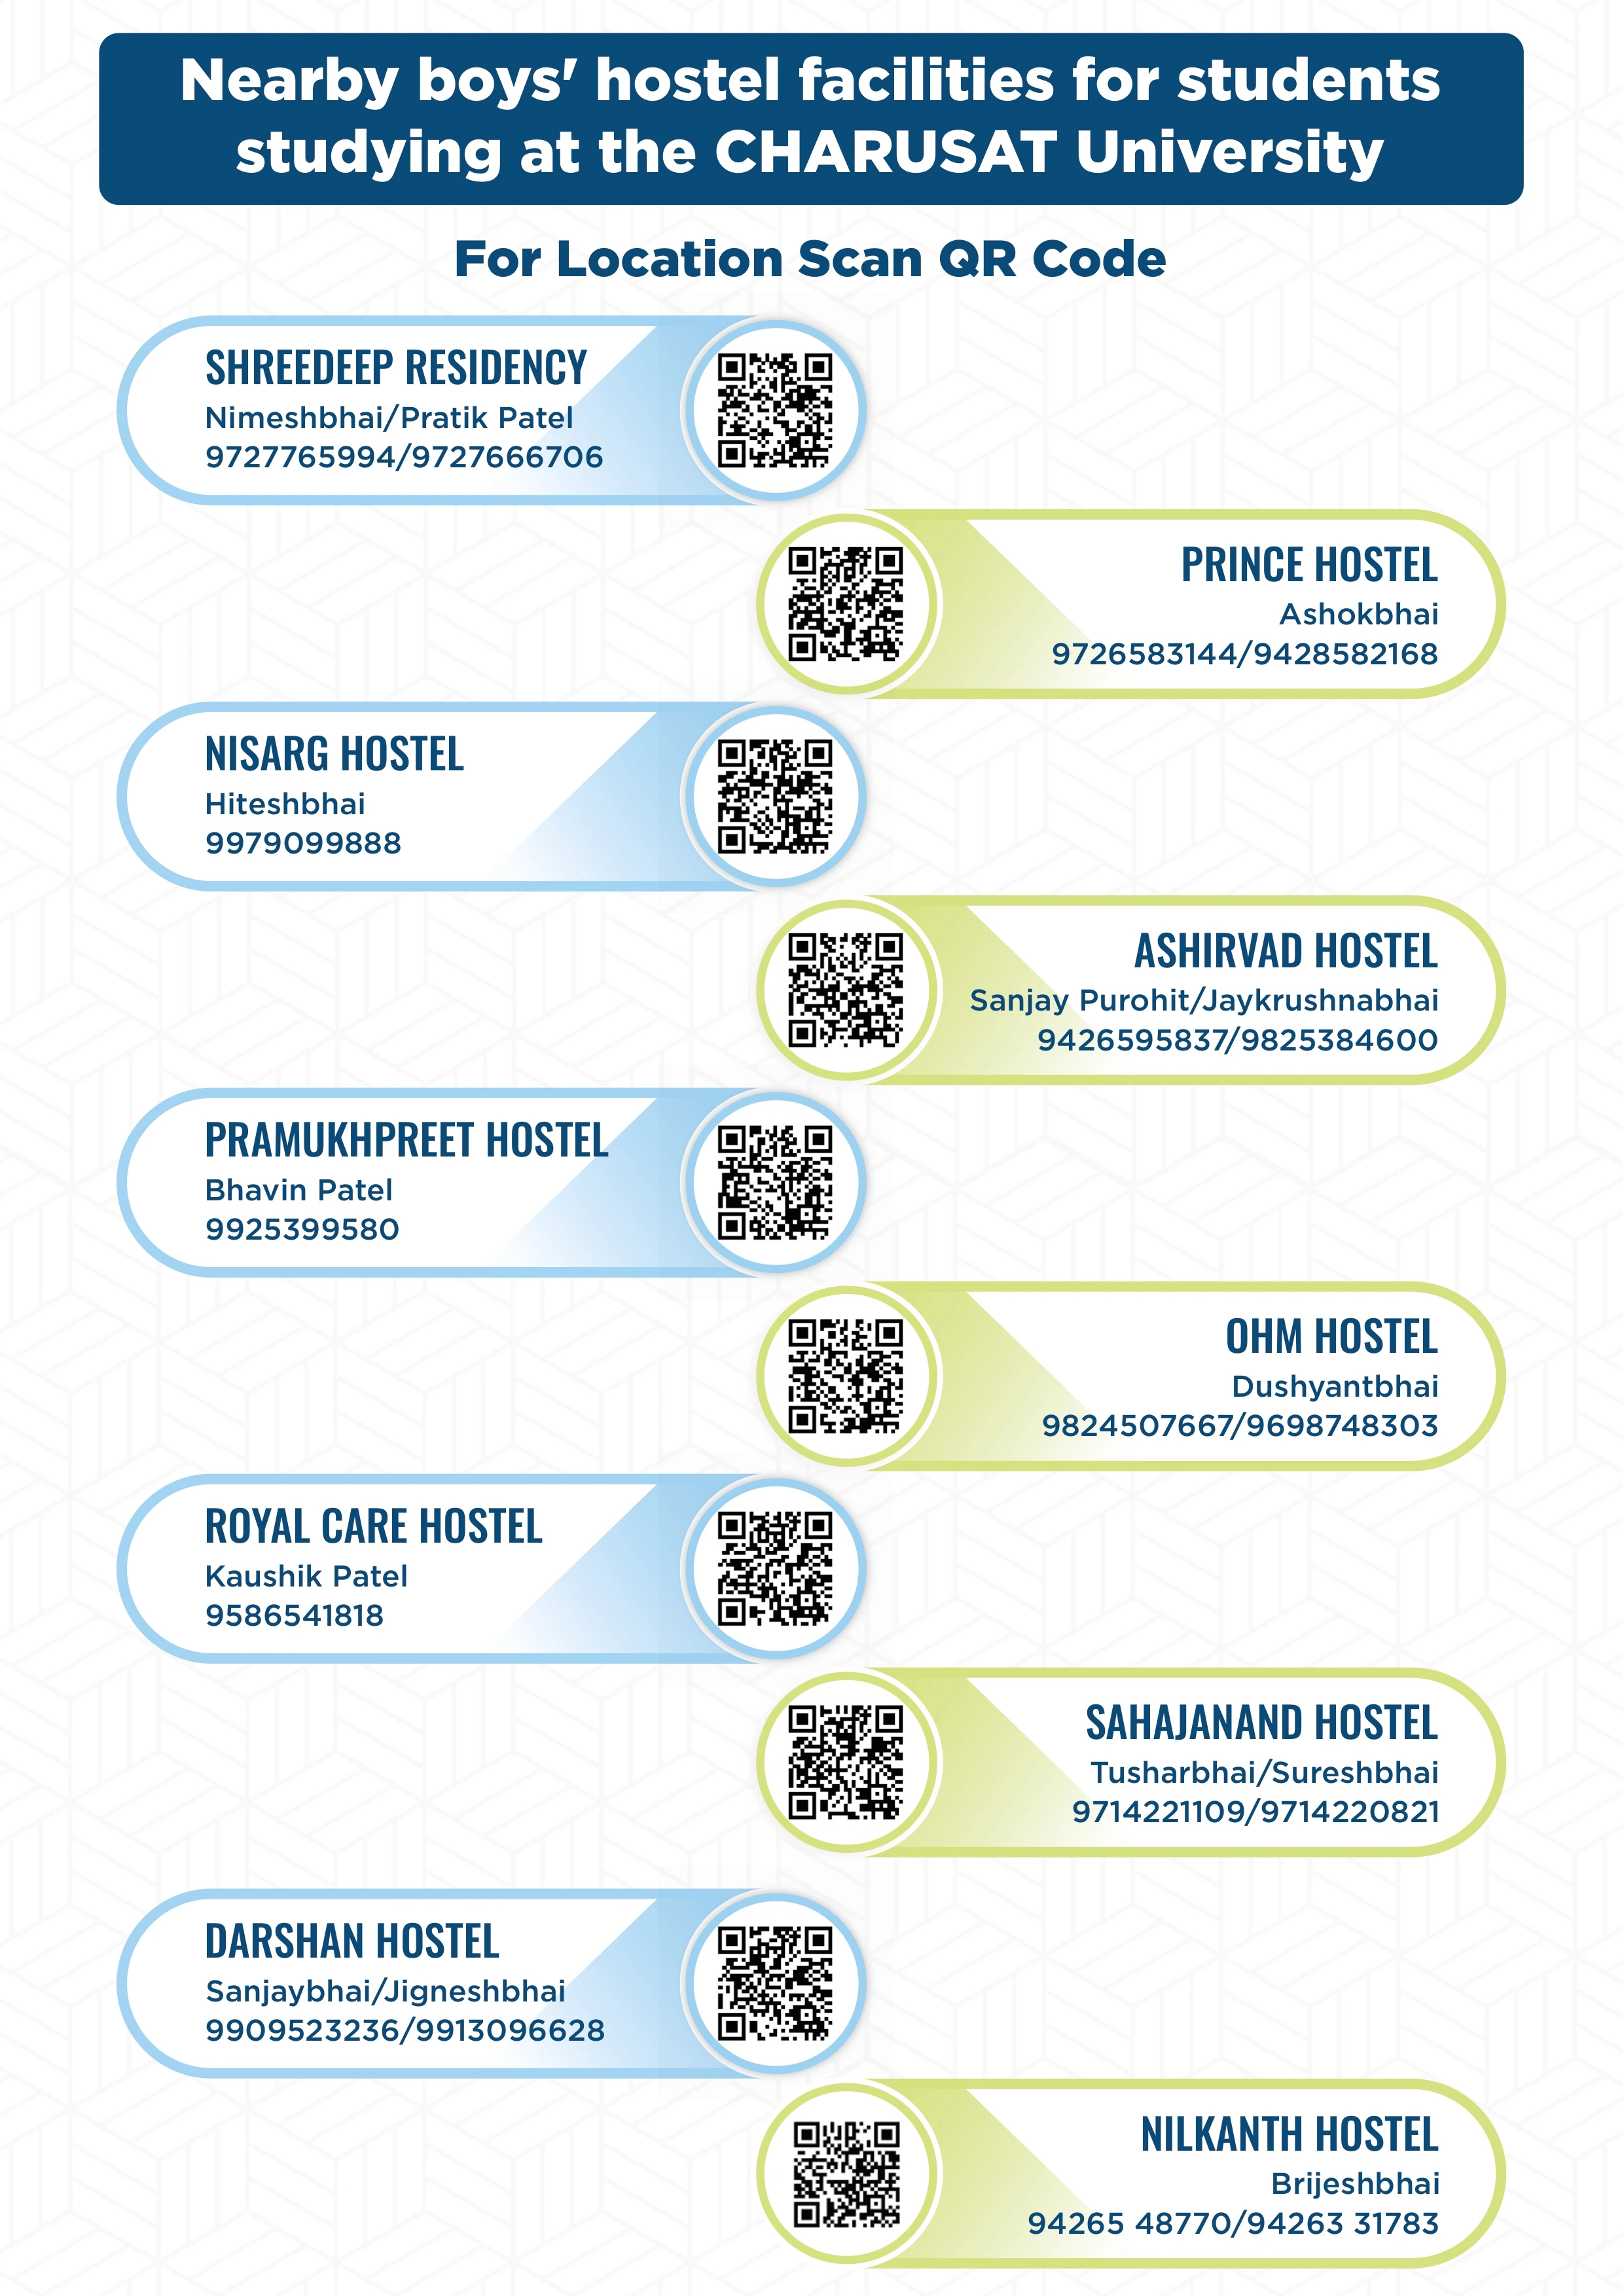 Nearby boys' hostel facilities for students
studying at the CHARUSAT University
For Location Scan QR Code
SHREEDEEP RESIDENCY
Nimeshbhai/Pratik Patel
9727765994/9727666706
PRINCE HOSTEL
Ashokbhai
9726583144/9428582168
NISARG HOSTEL
Hiteshbhai
9979099888
ASHIRVAD HOSTEL
Sanjay Purohit/Jaykrushnabhai
9426595837/9825384600
PRAMUKHPREET HOSTEL
Bhavin Patel
9925399580
OHM HOSTEL
Dushyantbhai
9824507667/9698748303
ROYAL CARE HOSTEL
Kaushik Patel
9586541818
SAHAJANAND HOSTEL
Tusharbhai/Sureshbhai
9714221109/9714220821
DARSHAN HOSTEL
Sanjaybhai/Jigneshbhai
9909523236/9913096628
NILKANTH HOSTEL
Brijeshbhai
94265 48770/94263 31783